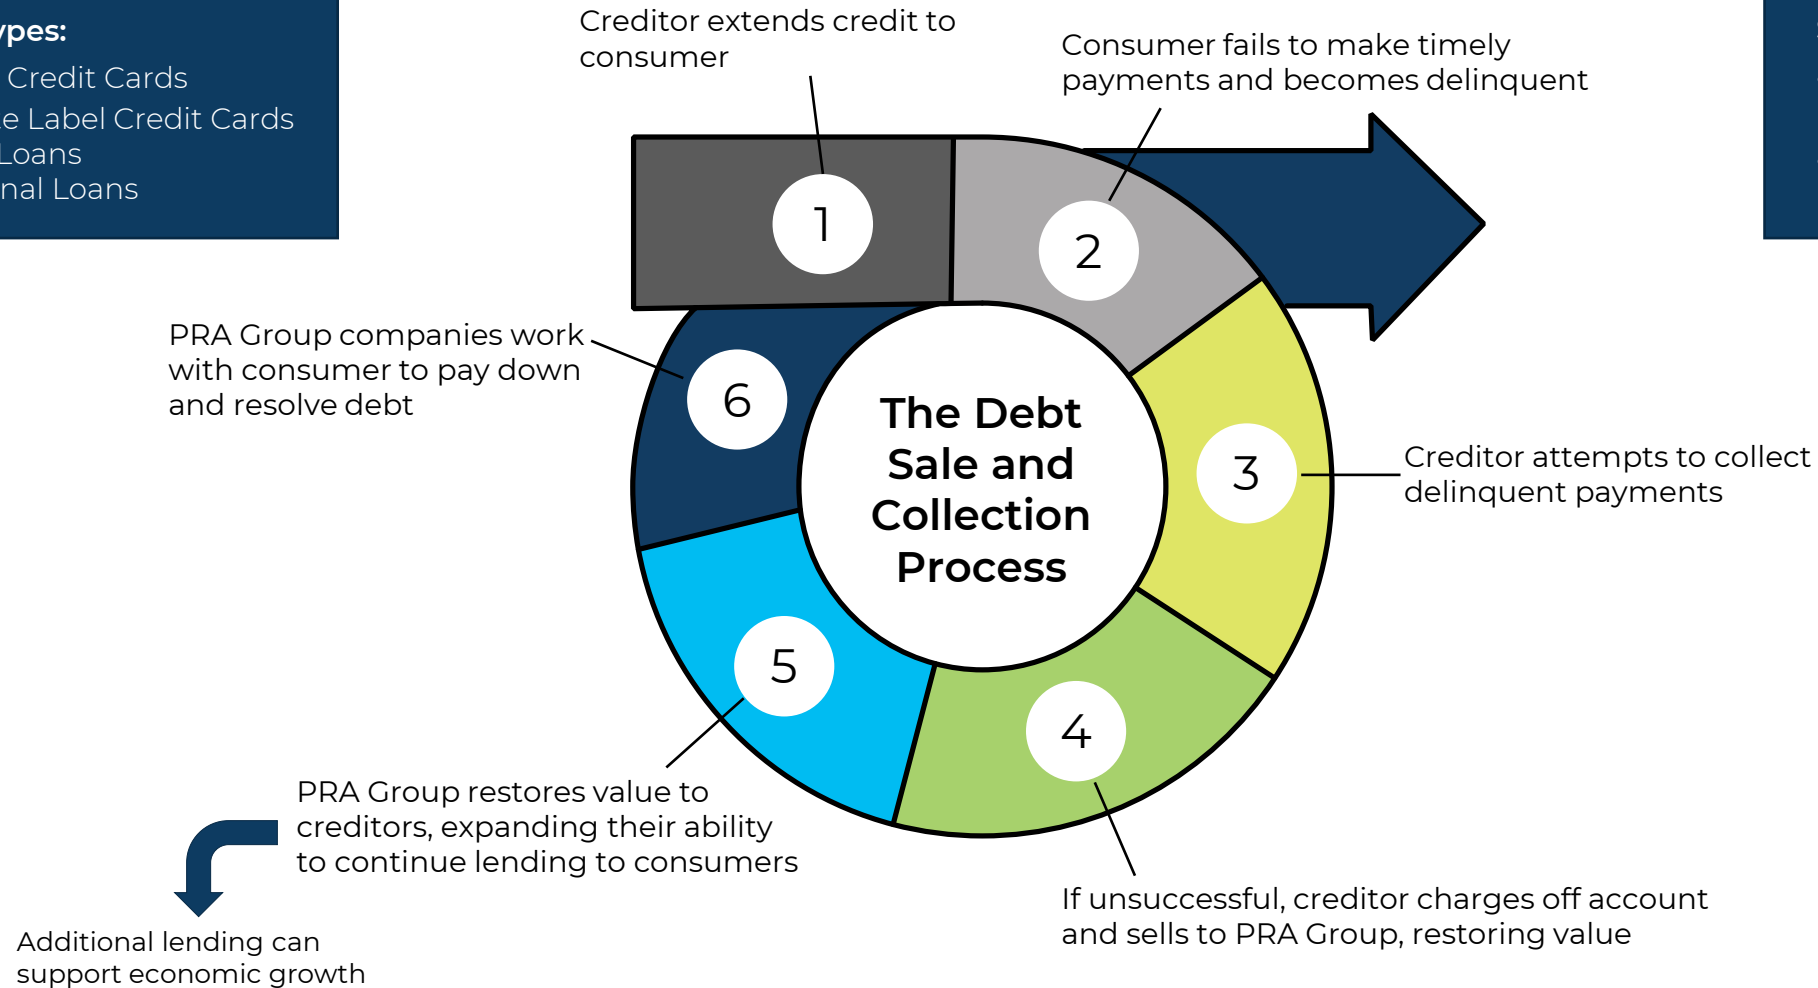 ypes:
Credit Cards
e Label Credit Cards
Loans
nal Loans
Creditor extends credit to
consumer
Consumer fails to make timely
payments and becomes delinquent
1
2
PRA Group companies work
with consumer to pay down
and resolve debt
6
The Debt
Sale and
Collection
Process
3
Creditor attempts to collect
delinquent payments
5
4
PRA Group restores value to
creditors, expanding their ability
to continue lending to consumers
If unsuccessful, creditor charges off account
and sells to PRA Group, restoring value
Additional lending can
support economic growth